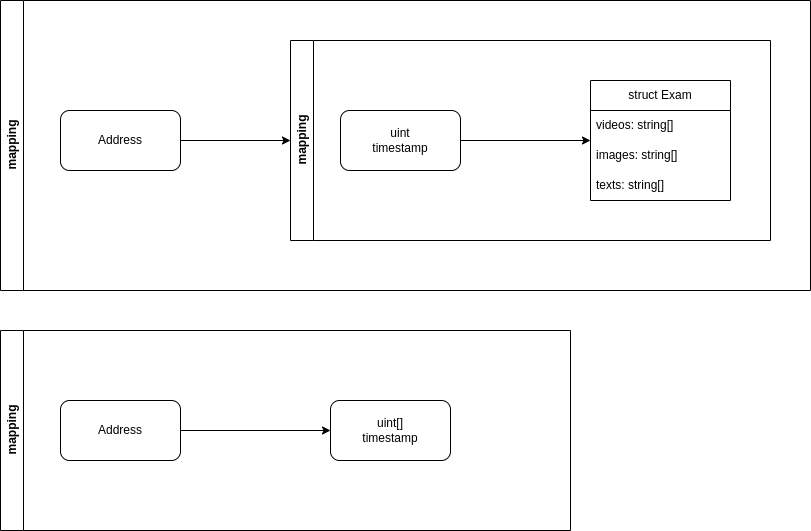 mapping
Address
mapping
uint
timestamp
struct Exam
videos: string[]
images: string[]
texts: string[]
mapping
Address
uint[]
timestamp